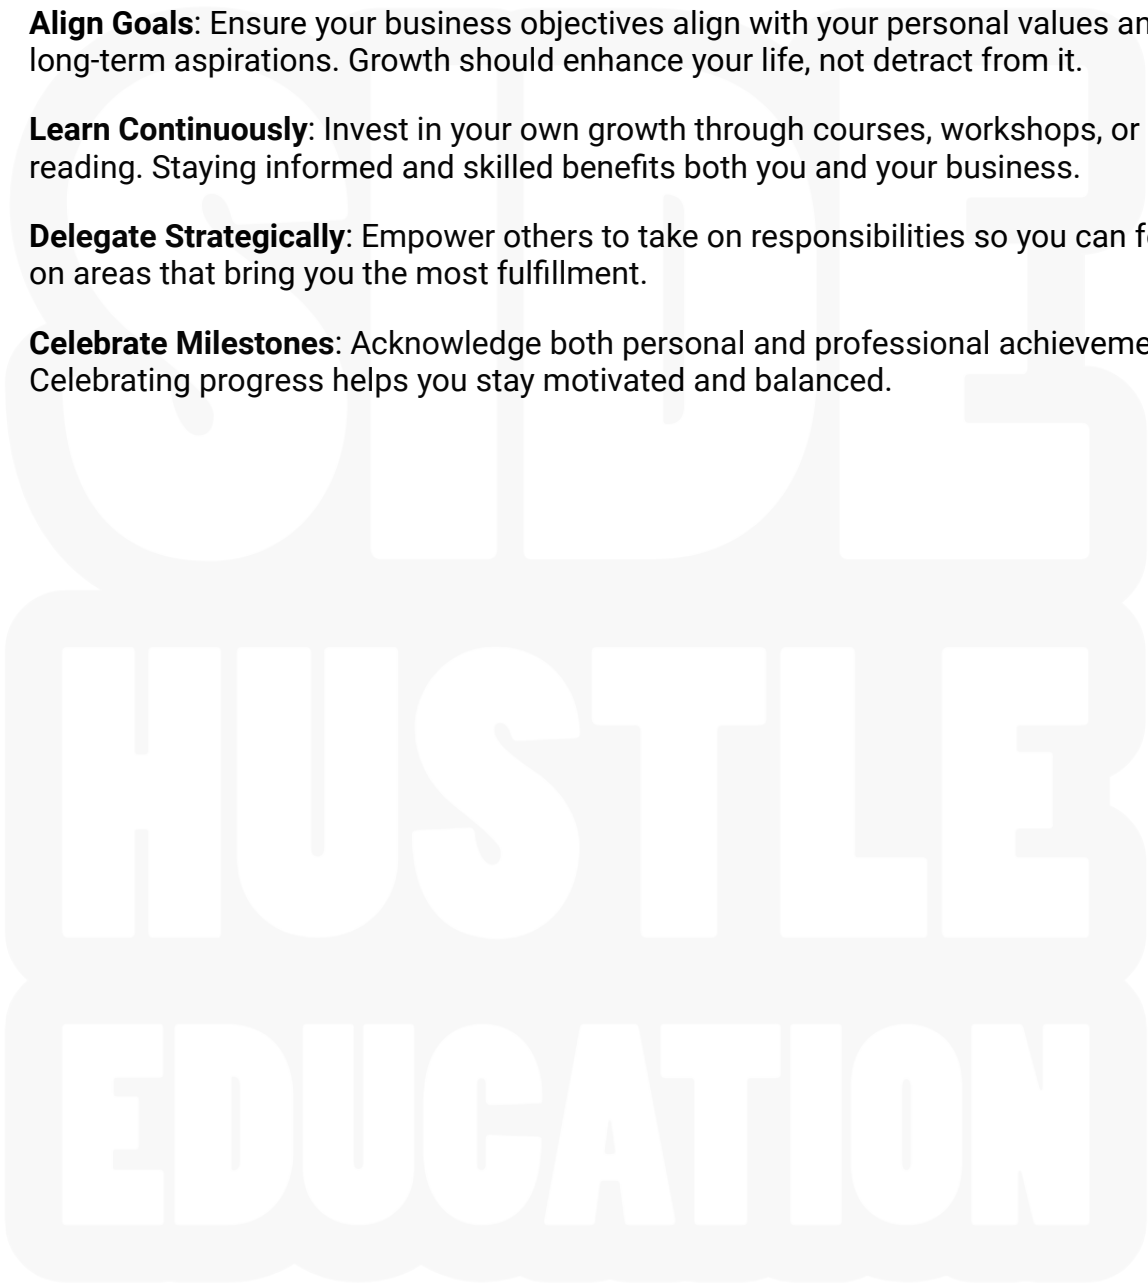 Align Goals: Ensure your business objectives align with your personal values
long-term aspirations. Growth should enhance your life, not detract from it.
Learn Continuously: Invest in your own growth through courses, workshops, or
reading. Staying informed and skilled benefits both you and your business.
Delegate Strategically: Empower others to take on responsibilities so you can
on areas that bring you the most fulfillment.
Celebrate Milestones: Acknowledge both personal and professional
Celebrating progress helps you stay motivated and balanced.
SIDE
HUSTLE
EDUCATION